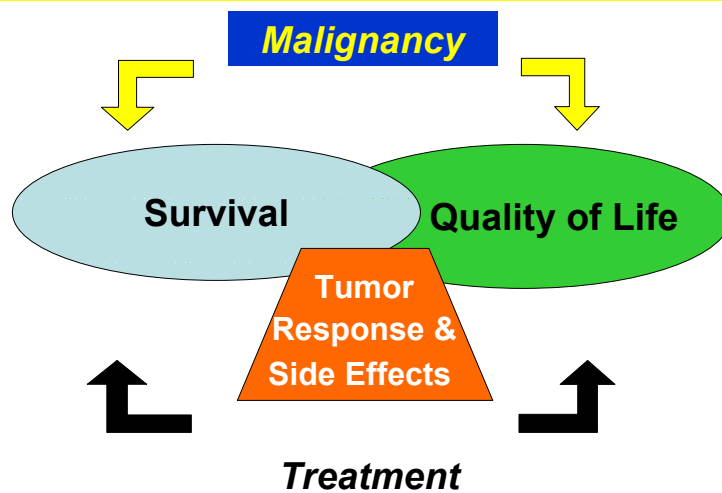 Malignancy
Survival
Quality of Life
Tumor
Response &
Side Effects
Treatment